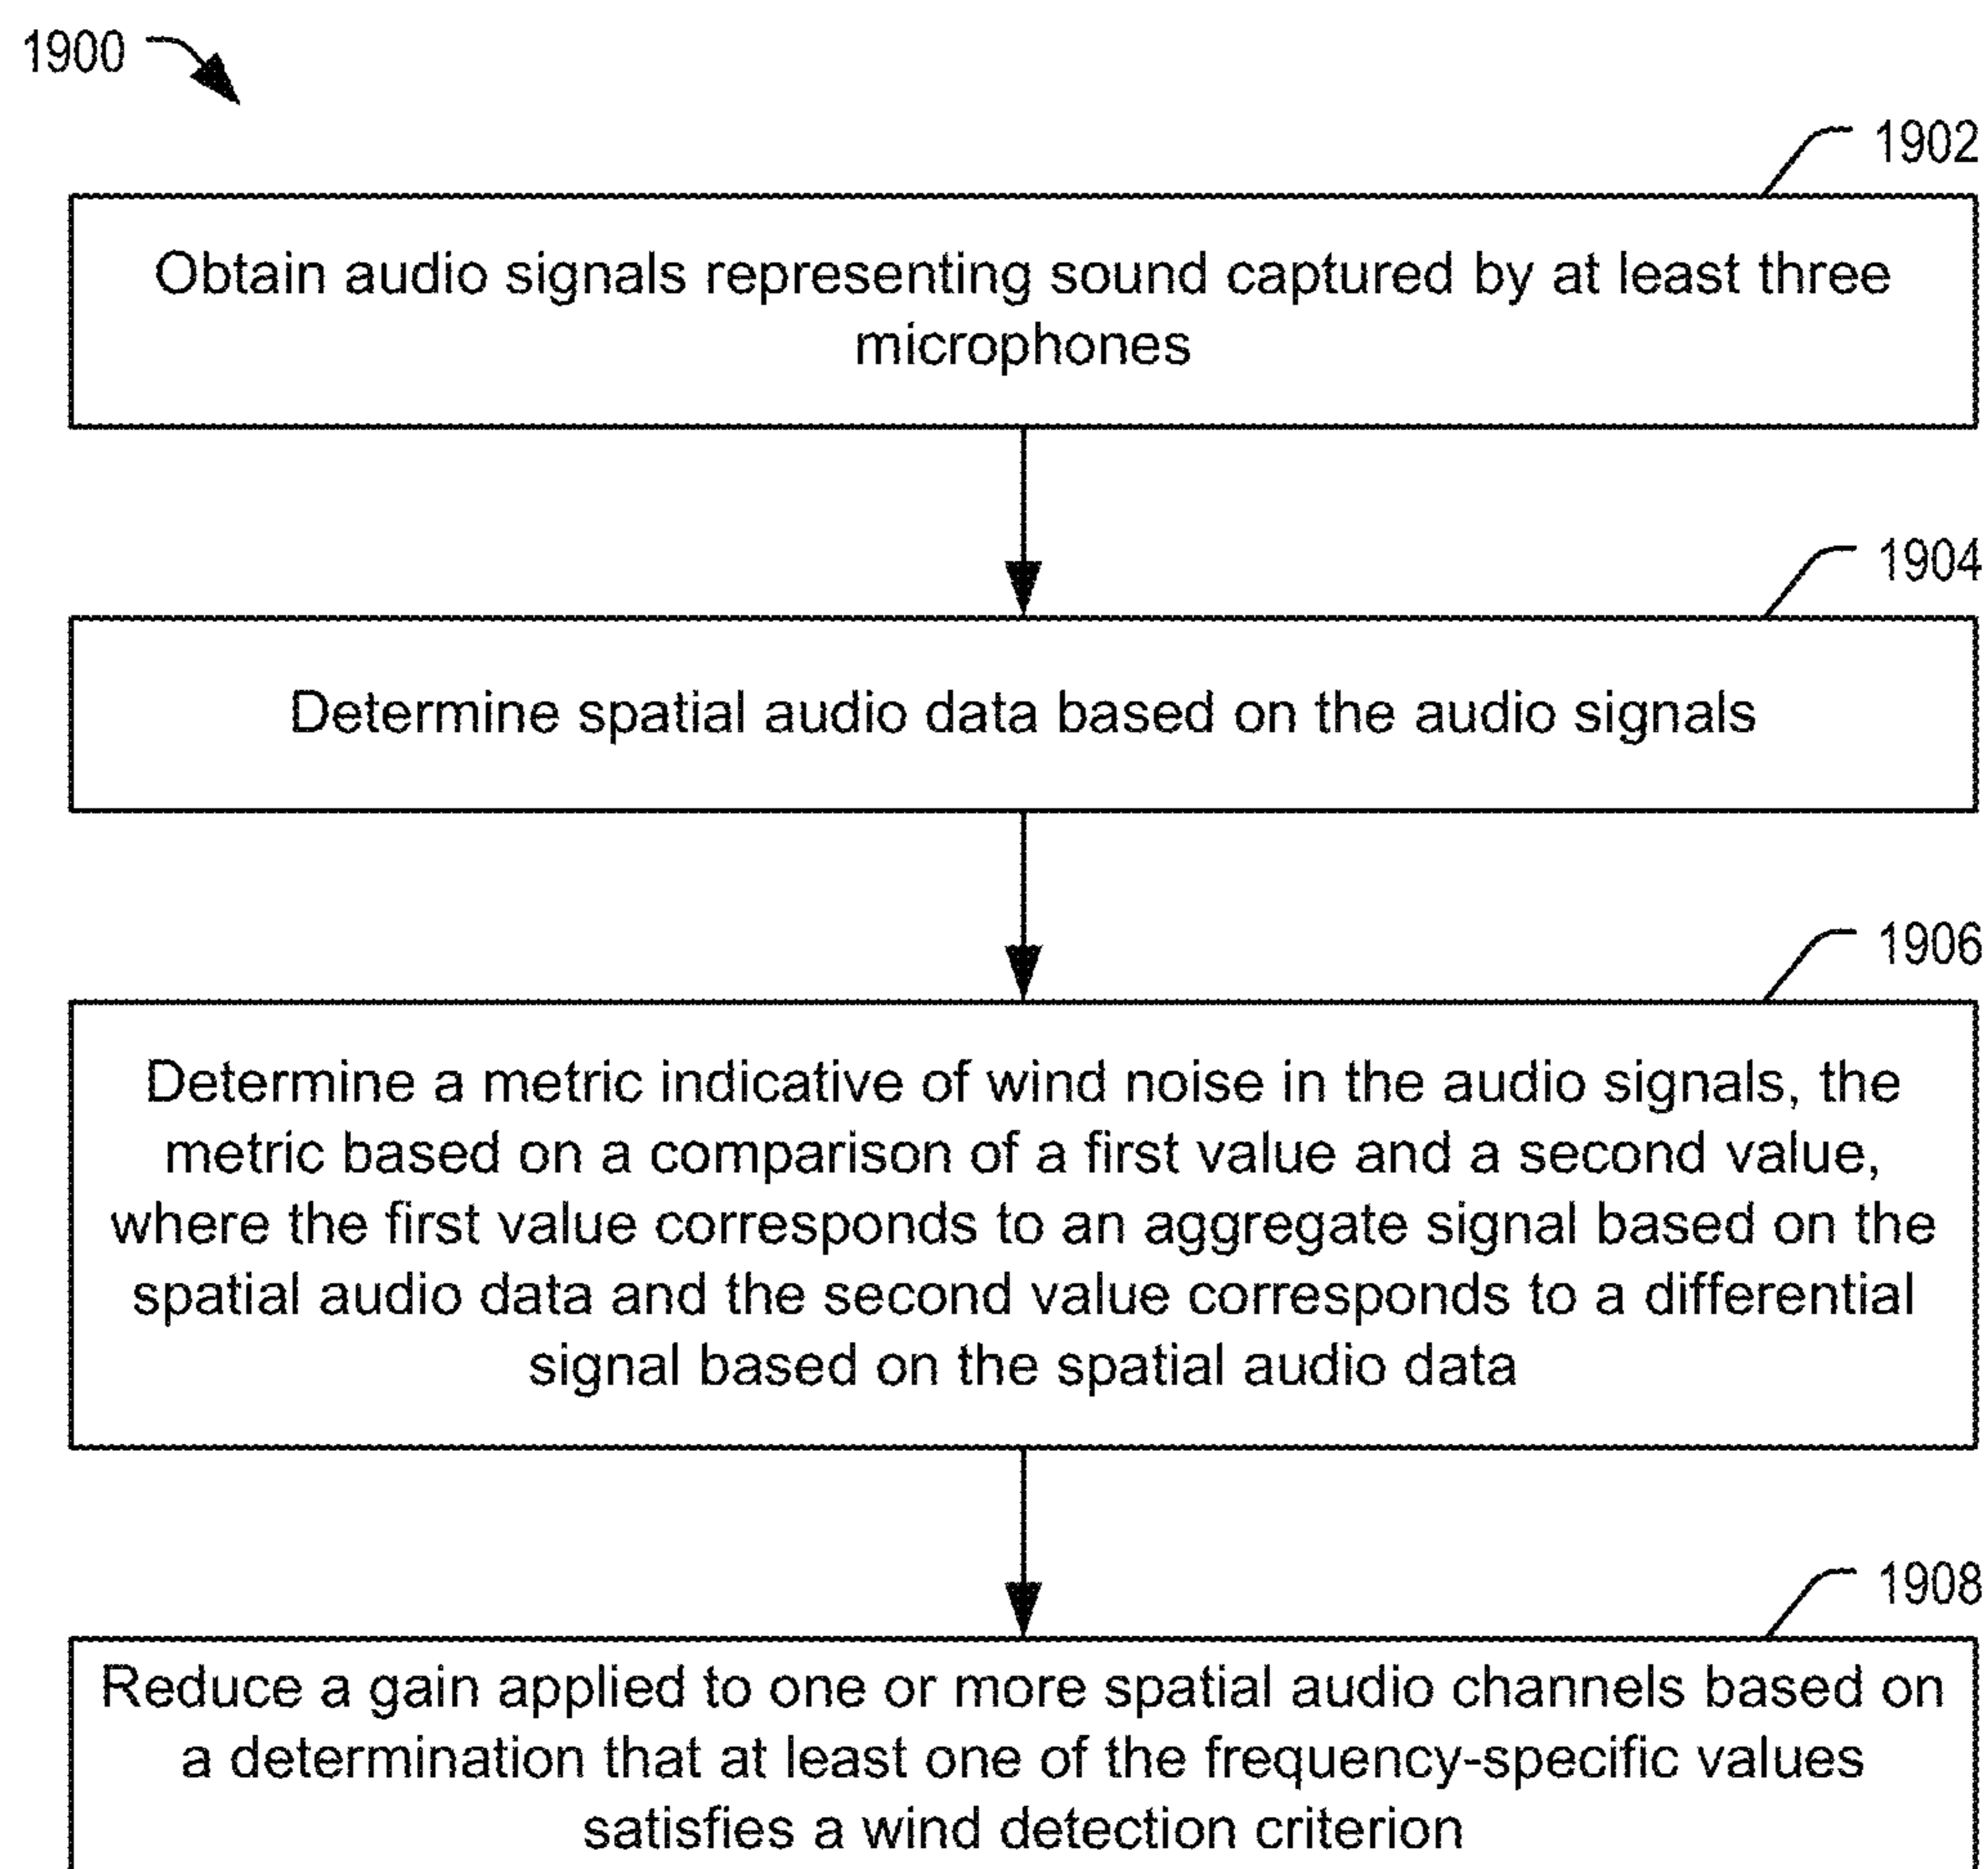 1900
1902
Obtain audio signals representing sound captured by at least three
microphones
1904
Determine spatial audio data based on the audio signals
1906
Determine a metric indicative of wind noise in the audio signals, the
metric based on a comparison of a first value and a second value,
where the first value corresponds to an aggregate signal based on the
spatial audio data and the second value corresponds to a differential
signal based on the spatial audio data
1908
Reduce a gain applied to one or more spatial audio channels based on
a determination that at least one of the frequency-specific values
satisfies a wind detection criterion